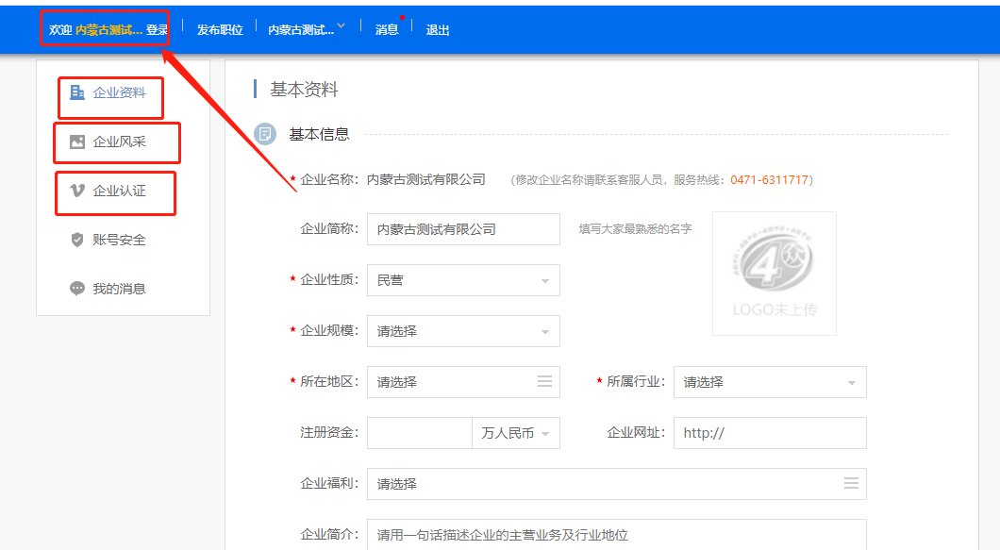 欢迎 内蒙古测试... 登录 发布职位 内蒙古测试... 消息 退出
企业资料
企业风采
企业认证
账号安全
我的消息
基本资料
基本信息
* 企业名称： 内蒙古测试有限公司 (修改企业名称请联系客服人员，服务热线：0471-6311717)
企业简称： 内蒙古测试有限公司 填写大家最熟悉的名字
* 企业性质： 民营
LOGO未上传
* 企业规模： 请选择
* 所在地区： 请选择 * 所属行业： 请选择
注册资金： 万人民币 企业网址： http://
企业福利： 请选择
企业简介： 请用一句话描述企业的主营业务及行业地位